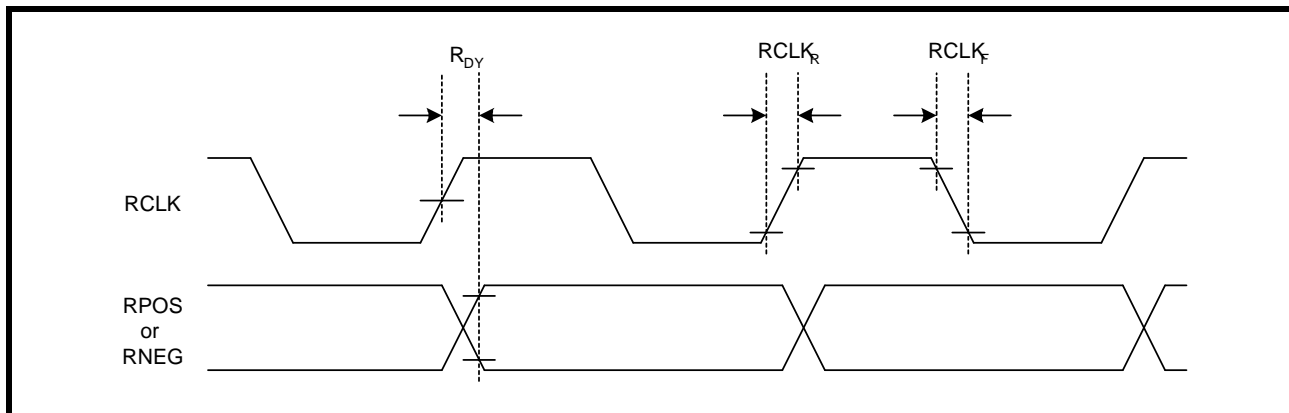 RDY
RCLKR
RCLKF
RCLK
RPOS
or
RNEG